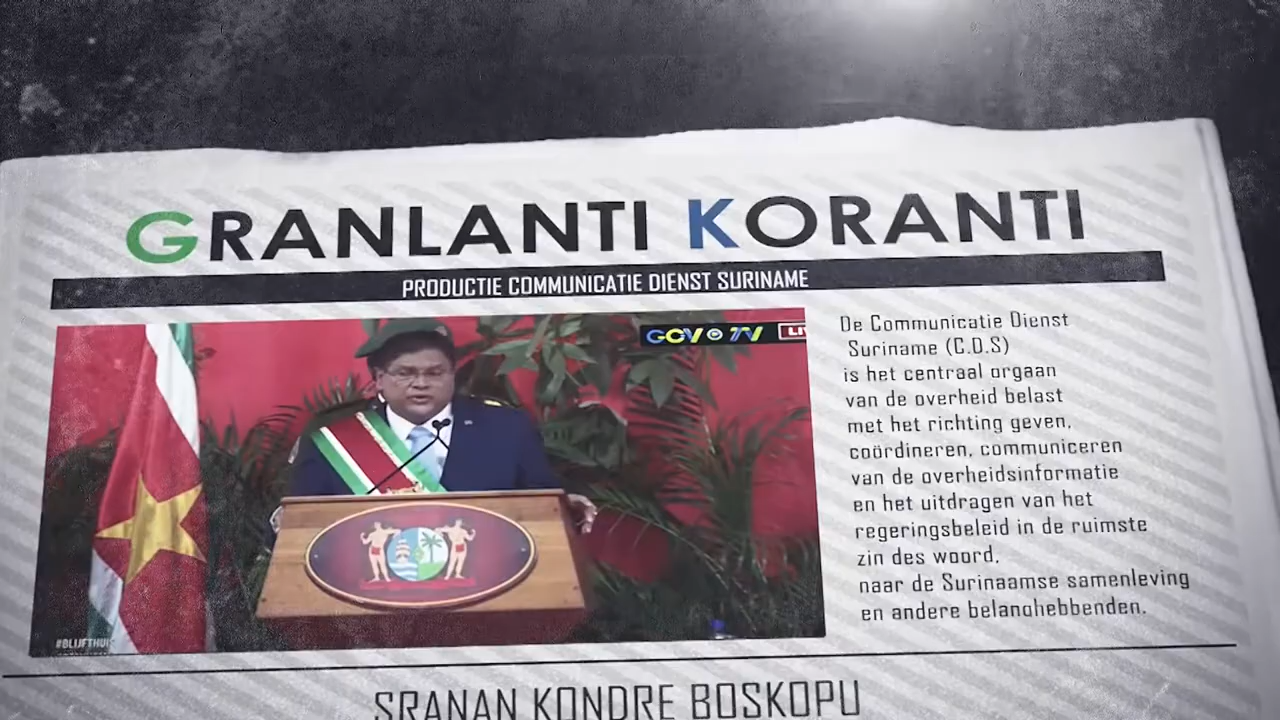 GRANLANTI KORANTI
PRODUCTIE COMMUNICATIE DIENST SURINAME
GOV TV LI
De Communicatie Dienst
Suriname (C.D.S)
is het centraal orgaan
van de overheid belast
met het richting geven,
coördineren, communiceren
van de overheidsinformatie
en het uitdragen van het
regeringsbeleid in de ruimste
zin des woord,
naar de Surinaamse samenleving
en andere belanghebbenden.
#BLIJFTHUIS
SRANAN KONDRE BOSKOPU